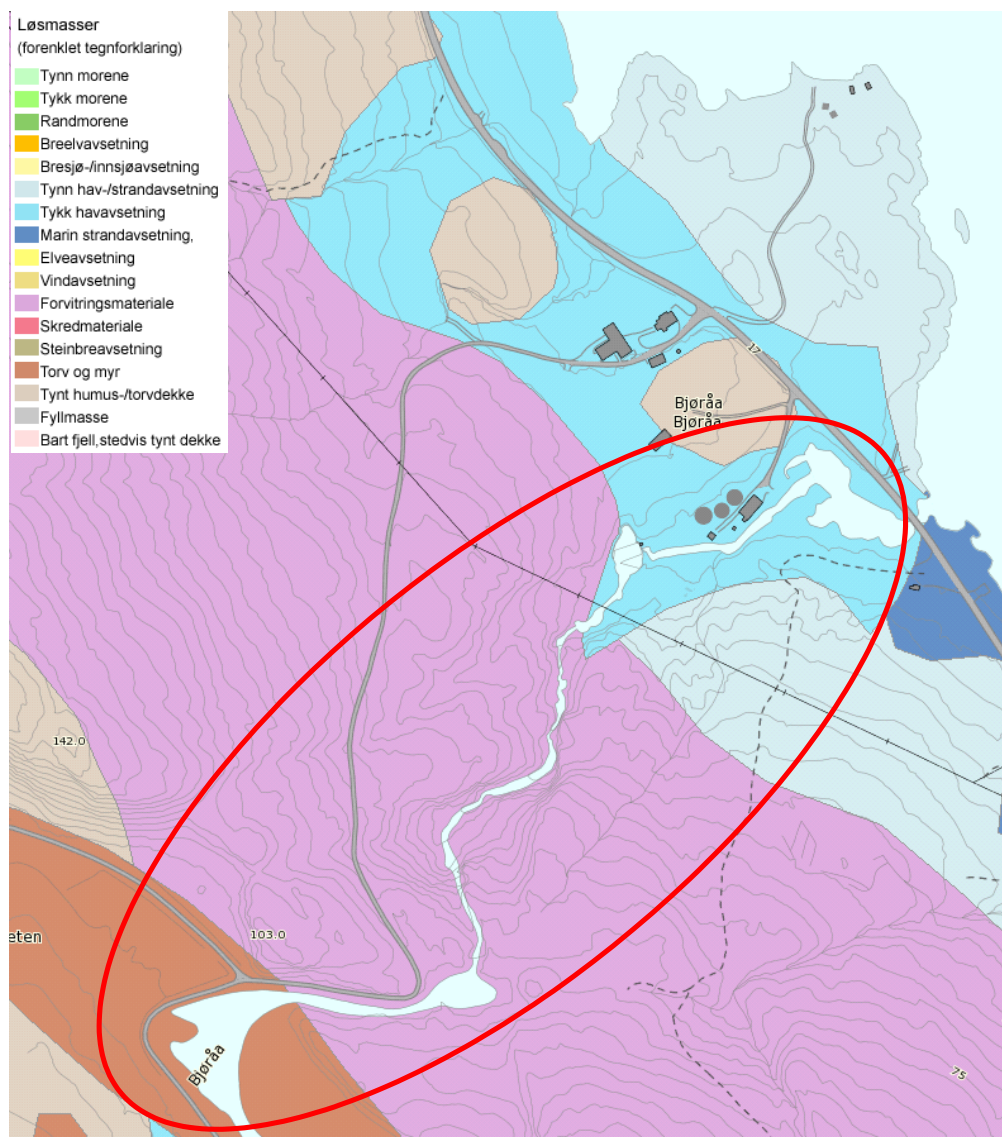 Løsmasser
(forenklet tegnforklaring)
Tynn morene
Tykk morene
Randmorene
Breelvavsetning
Bresjø-/innsjøavsetning
Tynn hav-/strandavsetning
Tykk havavsetning
Marin strandavsetning,
Elveavsetning
Vindavsetning
Forvitringsmateriale
Skredmateriale
Steinbreavsetning
Torv og myr
Tynt humus-/torvdekke
Fyllmasse
Bart fjell,stedvis tynt dekke
17
Bjøråa
Bjøråa
142.0
103.0
eten
Bjøråa
75